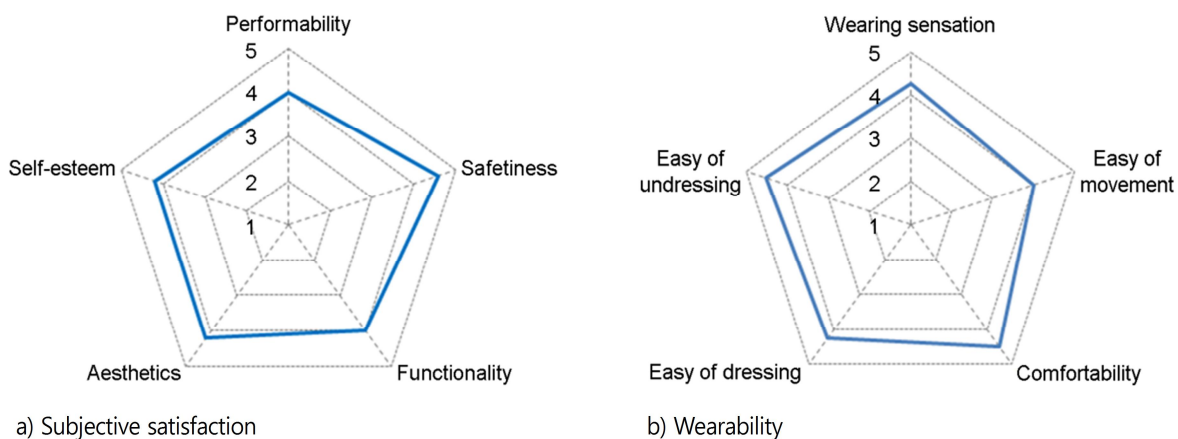 Performability
5
4
3
2
1
Self-esteem
Safetiness
Aesthetics
Functionality
a) Subjective satisfaction
Wearing sensation
5
4
3
2
1
Easy of
undressing
Easy of
movement
Easy of dressing
Comfortability
b) Wearability